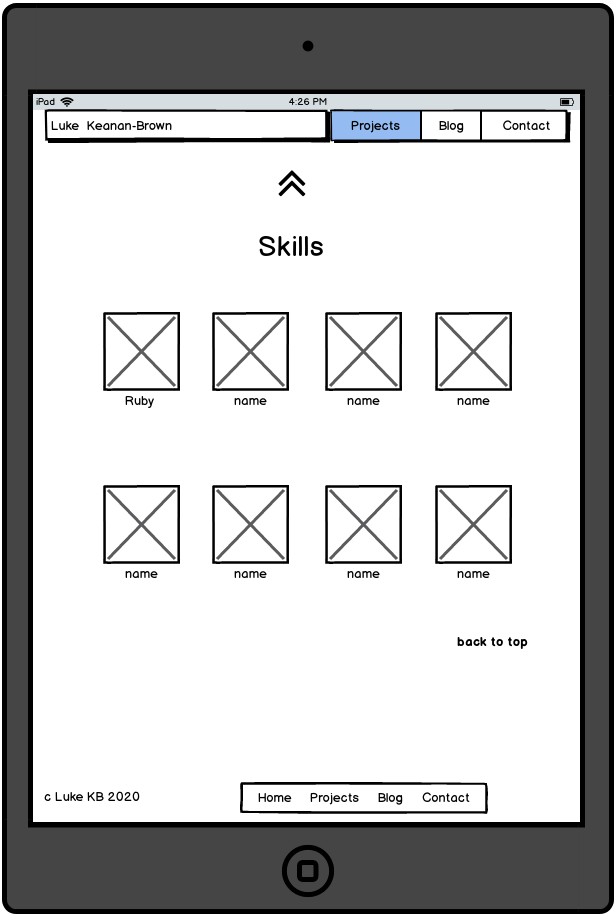 iPad 4:26 PM
Luke Keanan-Brown Projects Blog Contact
Skills
Ruby name name name
name name name name
back to top
c Luke KB 2020 Home Projects Blog Contact